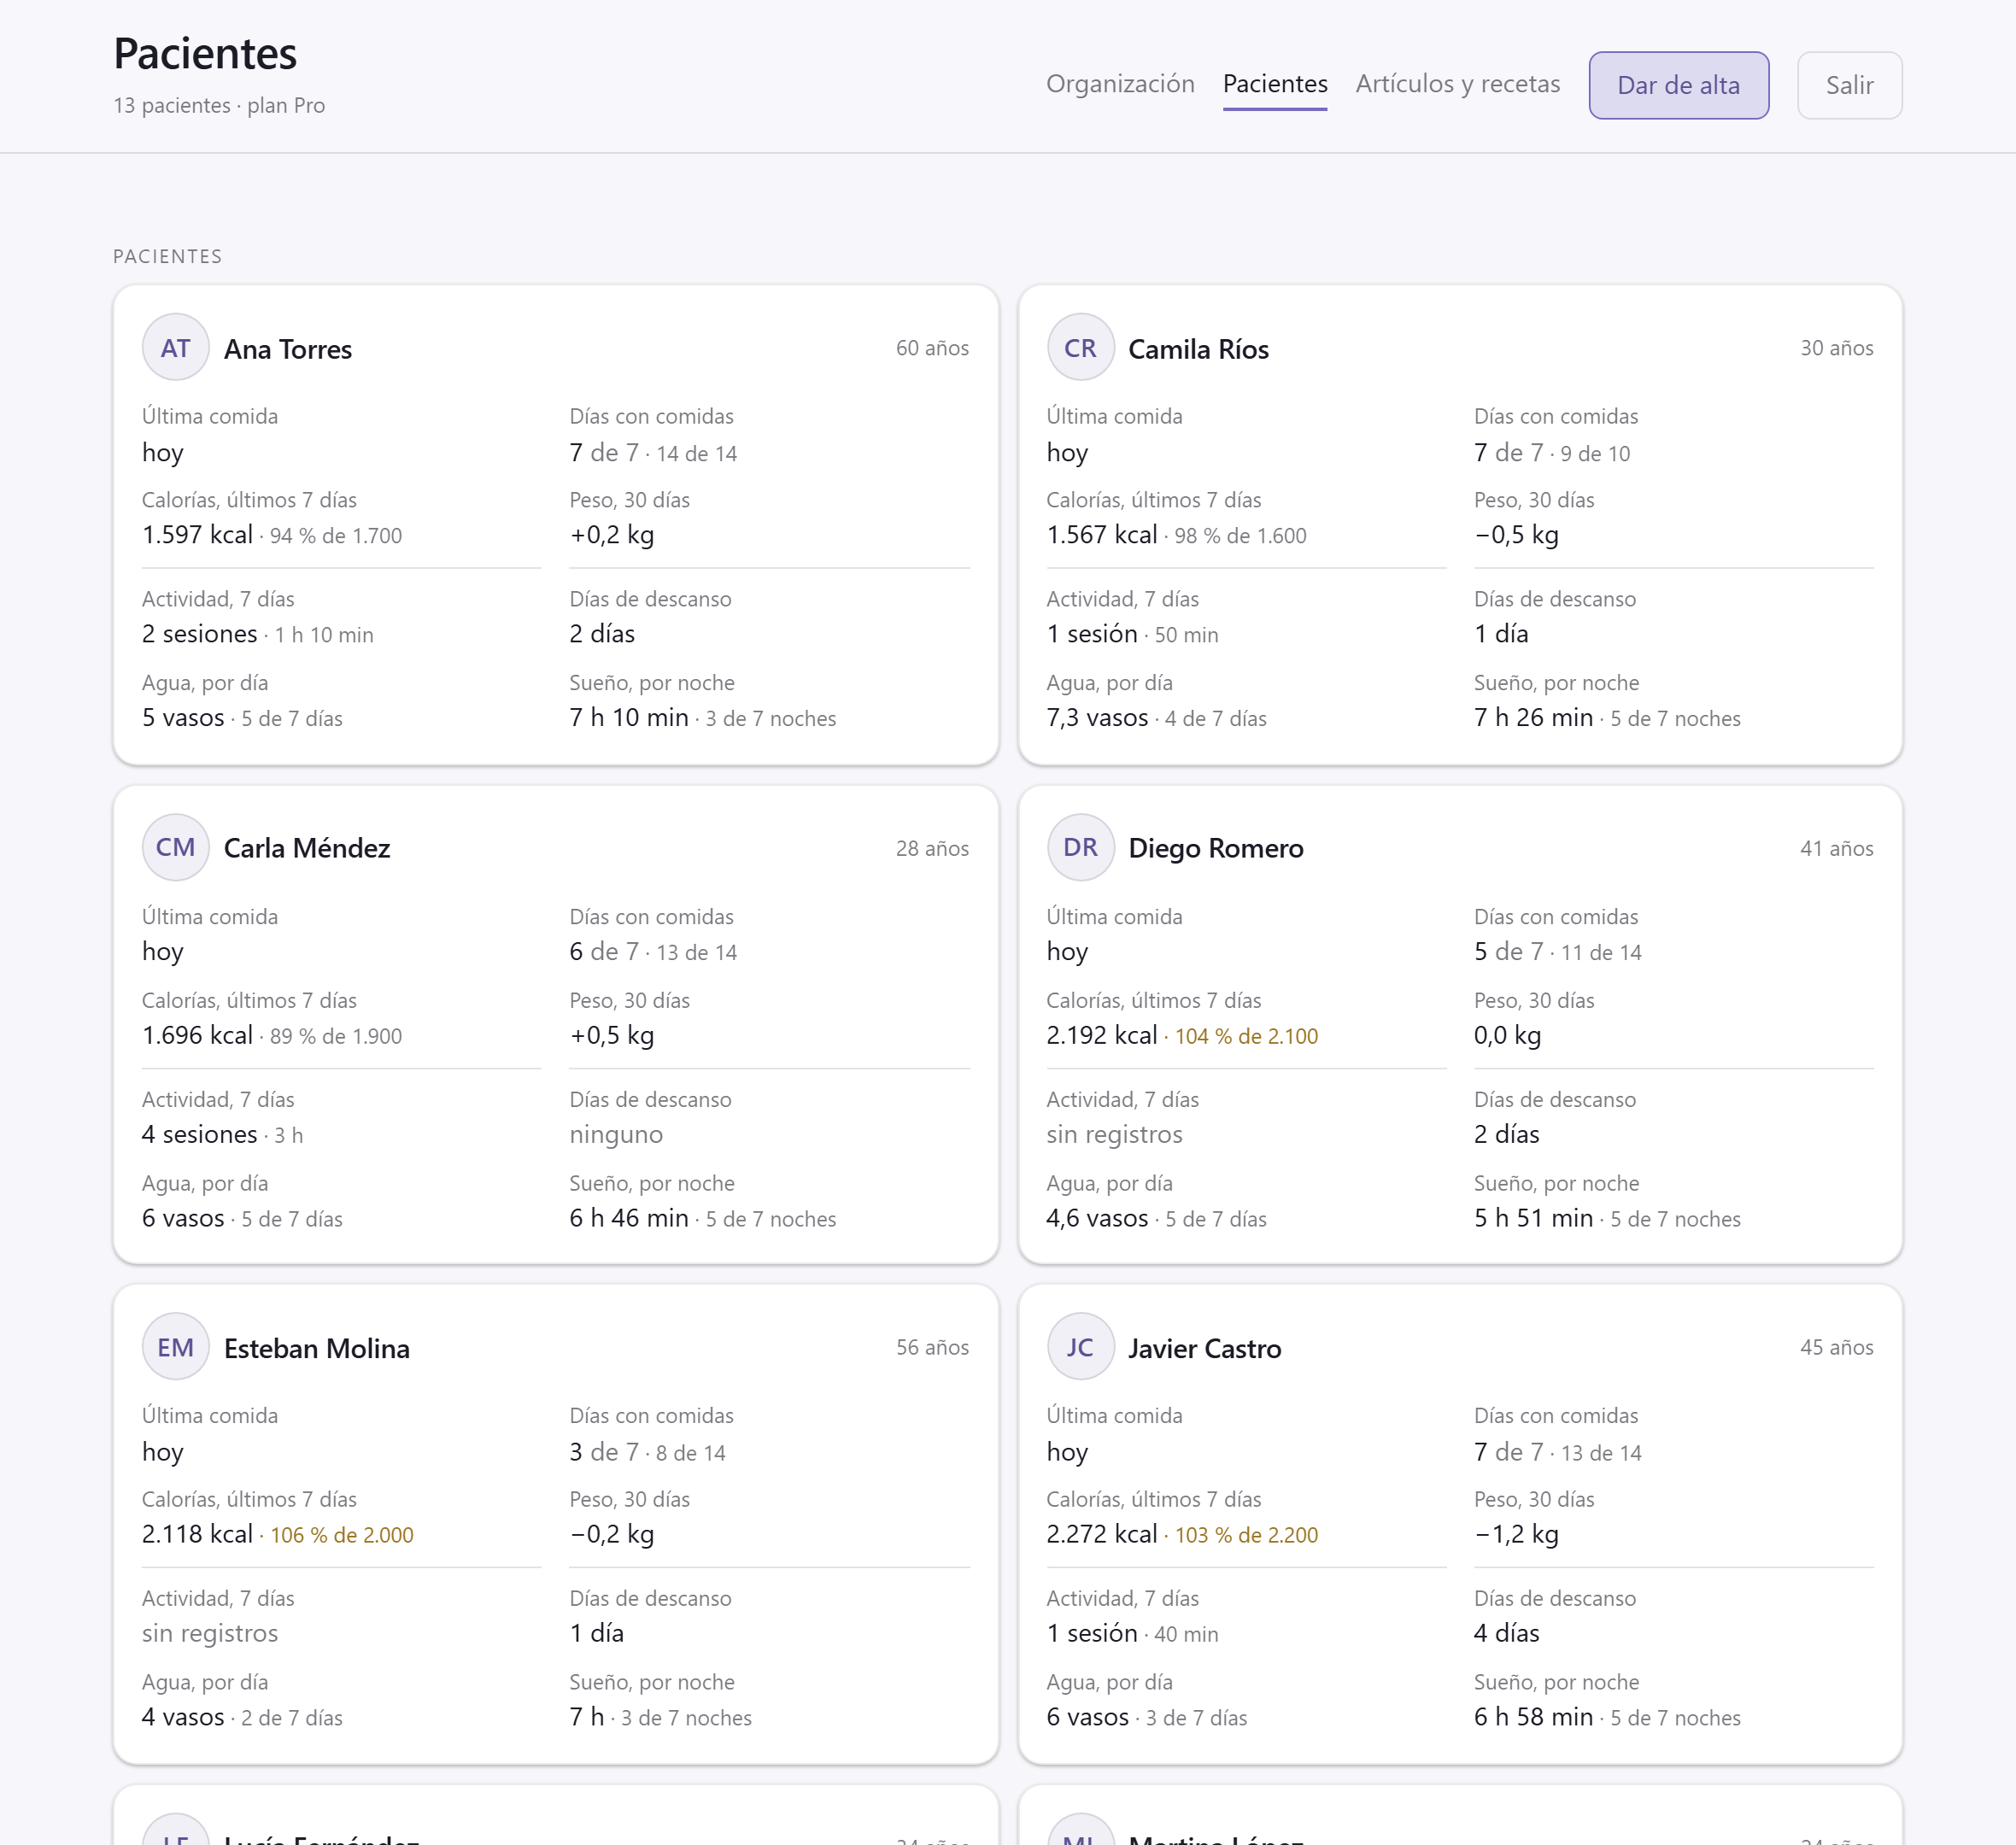 Pacientes
13 pacientes · plan Pro
Organización Pacientes Artículos y recetas Dar de alta Salir
PACIENTES
AT Ana Torres 60 años
Última comida Días con comidas
hoy 7 de 7 · 14 de 14
Calorías, últimos 7 días Peso, 30 días
1.597 kcal · 94 % de 1.700 +0,2 kg
Actividad, 7 días Días de descanso
2 sesiones · 1 h 10 min 2 días
Agua, por día Sueño, por noche
5 vasos · 5 de 7 días 7 h 10 min · 3 de 7 noches
CR Camila Ríos 30 años
Última comida Días con comidas
hoy 7 de 7 · 9 de 10
Calorías, últimos 7 días Peso, 30 días
1.567 kcal · 98 % de 1.600 −0,5 kg
Actividad, 7 días Días de descanso
1 sesión · 50 min 1 día
Agua, por día Sueño, por noche
7,3 vasos · 4 de 7 días 7 h 26 min · 5 de 7 noches
CM Carla Méndez 28 años
Última comida Días con comidas
hoy 6 de 7 · 13 de 14
Calorías, últimos 7 días Peso, 30 días
1.696 kcal · 89 % de 1.900 +0,5 kg
Actividad, 7 días Días de descanso
4 sesiones · 3 h ninguno
Agua, por día Sueño, por noche
6 vasos · 5 de 7 días 6 h 46 min · 5 de 7 noches
DR Diego Romero 41 años
Última comida Días con comidas
hoy 5 de 7 · 11 de 14
Calorías, últimos 7 días Peso, 30 días
2.192 kcal · 104 % de 2.100 0,0 kg
Actividad, 7 días Días de descanso
sin registros 2 días
Agua, por día Sueño, por noche
4,6 vasos · 5 de 7 días 5 h 51 min · 5 de 7 noches
EM Esteban Molina 56 años
Última comida Días con comidas
hoy 3 de 7 · 8 de 14
Calorías, últimos 7 días Peso, 30 días
2.118 kcal · 106 % de 2.000 −0,2 kg
Actividad, 7 días Días de descanso
sin registros 1 día
Agua, por día Sueño, por noche
4 vasos · 2 de 7 días 7 h · 3 de 7 noches
JC Javier Castro 45 años
Última comida Días con comidas
hoy 7 de 7 · 13 de 14
Calorías, últimos 7 días Peso, 30 días
2.272 kcal · 103 % de 2.200 −1,2 kg
Actividad, 7 días Días de descanso
1 sesión · 40 min 4 días
Agua, por día Sueño, por noche
6 vasos · 3 de 7 días 6 h 58 min · 5 de 7 noches
Lucía Fernández